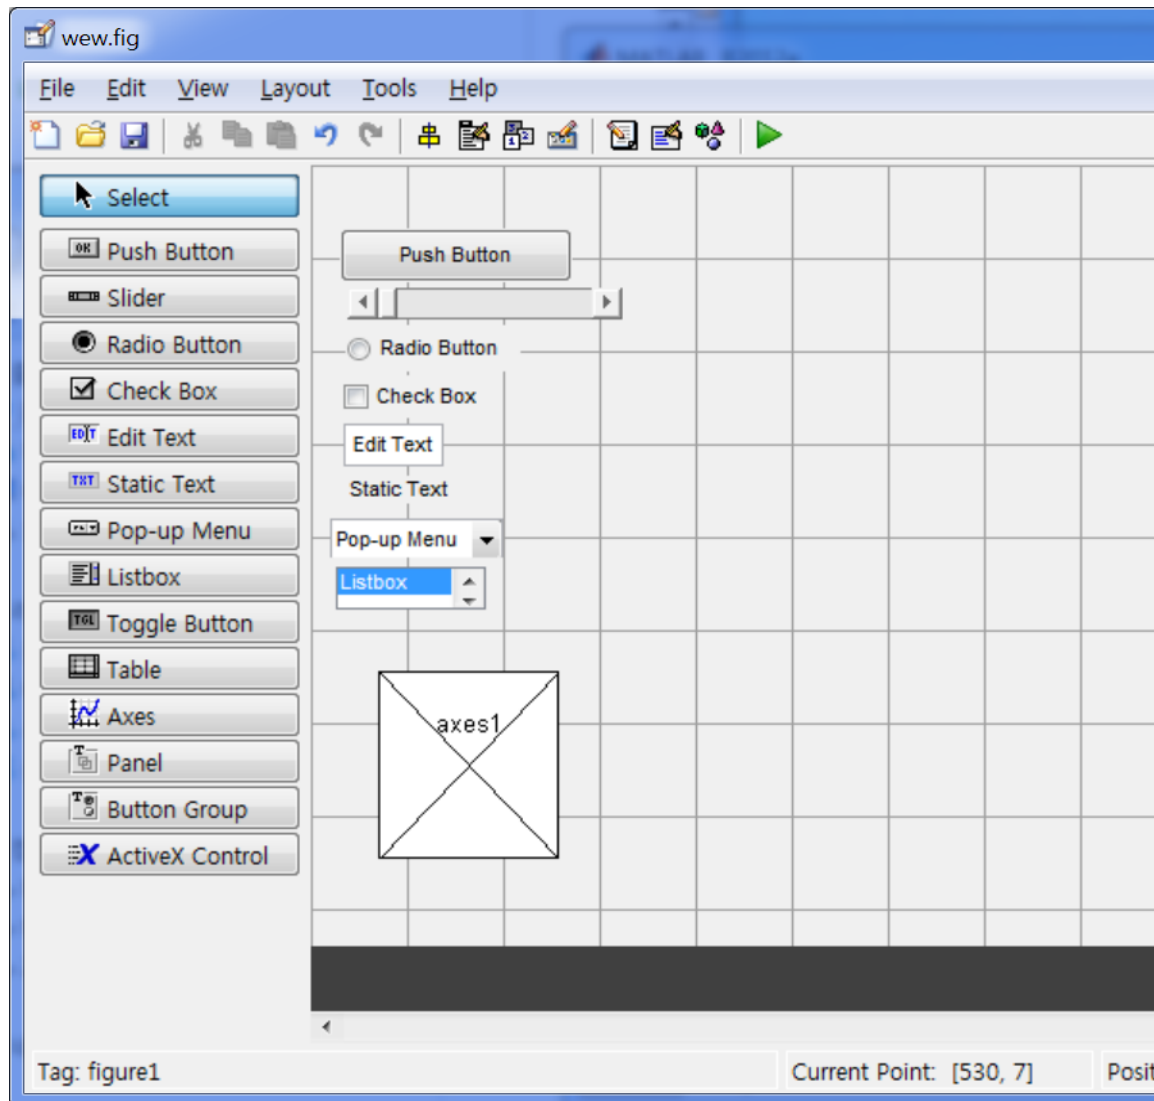 wew.fig
File Edit View Layout Tools Help
Select
Push Button
Slider
Radio Button
Check Box
Edit Text
Static Text
Pop-up Menu
Listbox
Toggle Button
Table
Axes
Panel
Button Group
ActiveX Control
Push Button
Radio Button
Check Box
Edit Text
Static Text
Pop-up Menu
Listbox
axes1
Tag: figure1 Current Point: [530, 7] Posit